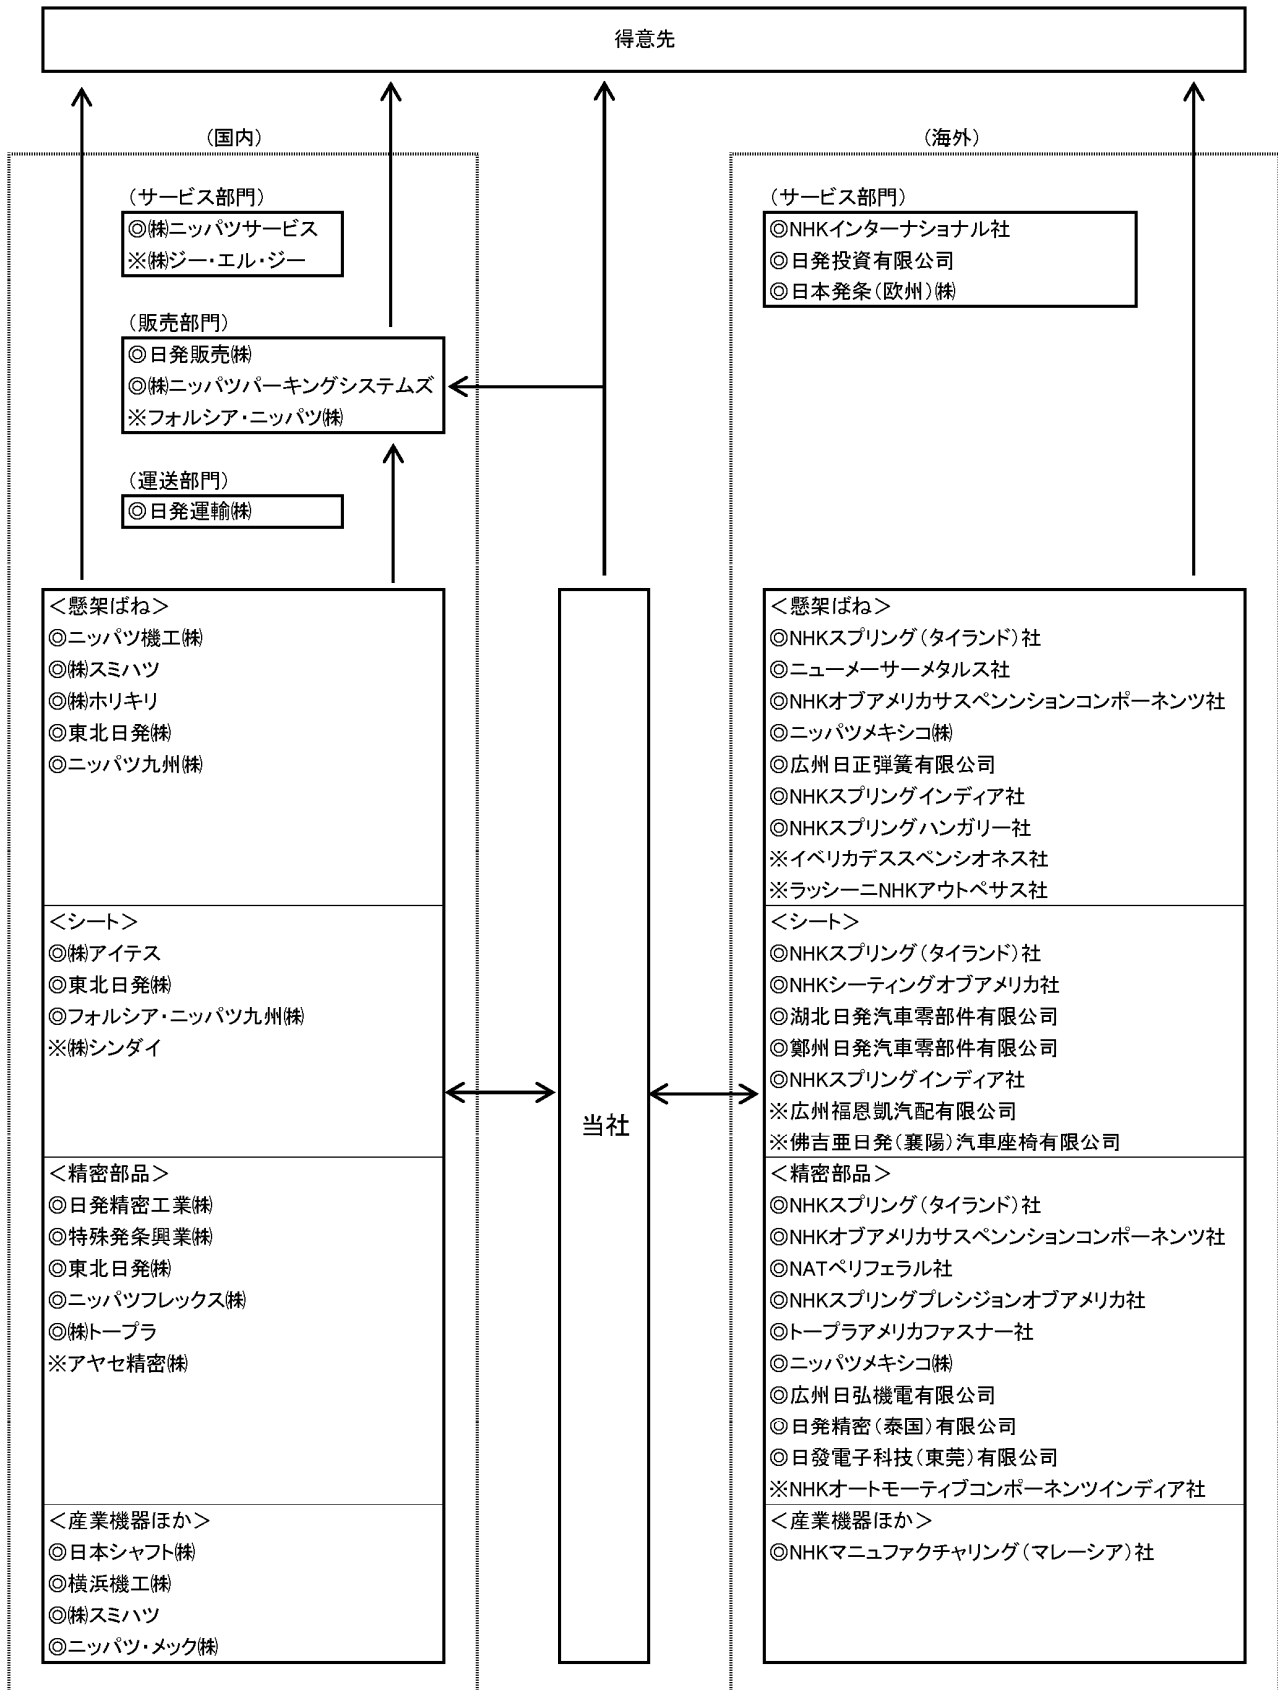 得意先
(国内)
(サービス部門)
◎㈱ニッパツサービス
※㈱ジー・エル・ジー
(販売部門)
◎日発販売㈱
◎㈱ニッパツパーキングシステムズ
※フォルシア・ニッパツ㈱
(運送部門)
◎日発運輸㈱
<懸架ばね>
◎ニッパツ機工㈱
◎㈱スミハツ
◎㈱ホリキリ
◎東北日発㈱
◎ニッパツ九州㈱
<シート>
◎㈱アイテス
◎東北日発㈱
◎フォルシア・ニッパツ九州㈱
※㈱シンダイ
<精密部品>
◎日発精密工業㈱
◎特殊発条興業㈱
◎東北日発㈱
◎ニッパツフレックス㈱
◎㈱トープラ
※アヤセ精密㈱
<産業機器ほか>
◎日本シャフト㈱
◎横浜機工㈱
◎㈱スミハツ
◎ニッパツ・メック㈱
当社
(海外)
(サービス部門)
◎NHKインターナショナル社
◎日発投資有限公司
◎日本発条(欧州)㈱
<懸架ばね>
◎NHKスプリング(タイランド)社
◎ニューメーサーメタルス社
◎NHKオブアメリカサスペンションコンポーネンツ社
◎ニッパツメキシコ㈱
◎広州日正弾簧有限公司
◎NHKスプリングインディア社
◎NHKスプリングハンガリー社
※イベリカデススペンシオネス社
※ラッシーニNHKアウトペサス社
<シート>
◎NHKスプリング(タイランド)社
◎NHKシーティングオブアメリカ社
◎湖北日発汽車零部件有限公司
◎鄭州日発汽車零部件有限公司
◎NHKスプリングインディア社
※広州福恩凱汽配有限公司
※佛吉亜日発(襄陽)汽車座椅有限公司
<精密部品>
◎NHKスプリング(タイランド)社
◎NHKオブアメリカサスペンションコンポーネンツ社
◎NATペリフェラル社
◎NHKスプリングプレシジョンオブアメリカ社
◎トープラアメリカファスナー社
◎ニッパツメキシコ㈱
◎広州日弘機電有限公司
◎日発精密(泰国)有限公司
◎日發電子科技(東莞)有限公司
※NHKオートモーティブコンポーネンツインディア社
<産業機器ほか>
◎NHKマニュファクチャリング(マレーシア)社